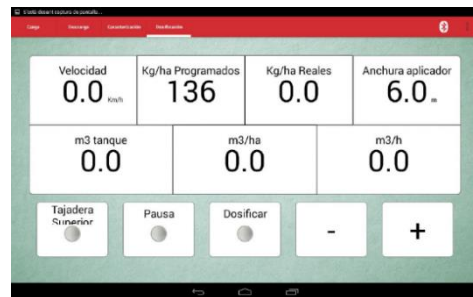 Carga Descarga Caracterización Dosificación
Velocidad Kg/ha Programados Kg/ha Reales Anchura aplicador
0.0 Km/h 136 0.0 6.0 m
m3 tanque m3/ha m3/h
0.0 0.0 0.0
Tajadera Pausa Dosificar - +
Superior